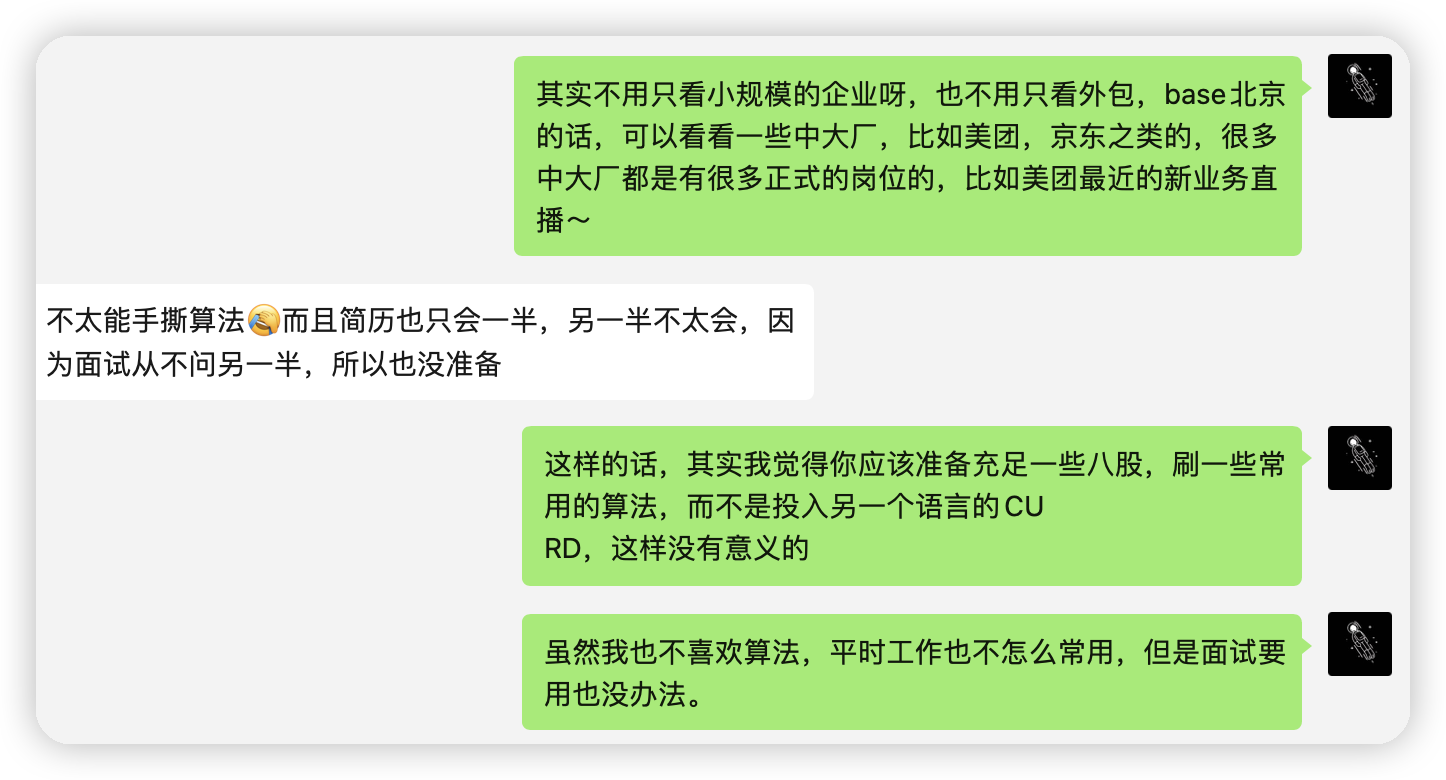 其实不用只看小规模的企业呀，也不用只看外包，base北京
的话，可以看看一些中大厂，比如美团，京东之类的，很多
中大厂都是有很多正式的岗位的，比如美团最近的新业务直
播～
不太能手撕算法🤣而且简历也只会一半，另一半不太会，因
为面试从不问另一半，所以也没准备
这样的话，其实我觉得你应该准备充足一些八股，刷一些常
用的算法，而不是投入另一个语言的CU
RD，这样没有意义的
虽然我也不喜欢算法，平时工作也不怎么常用，但是面试要
用也没办法。